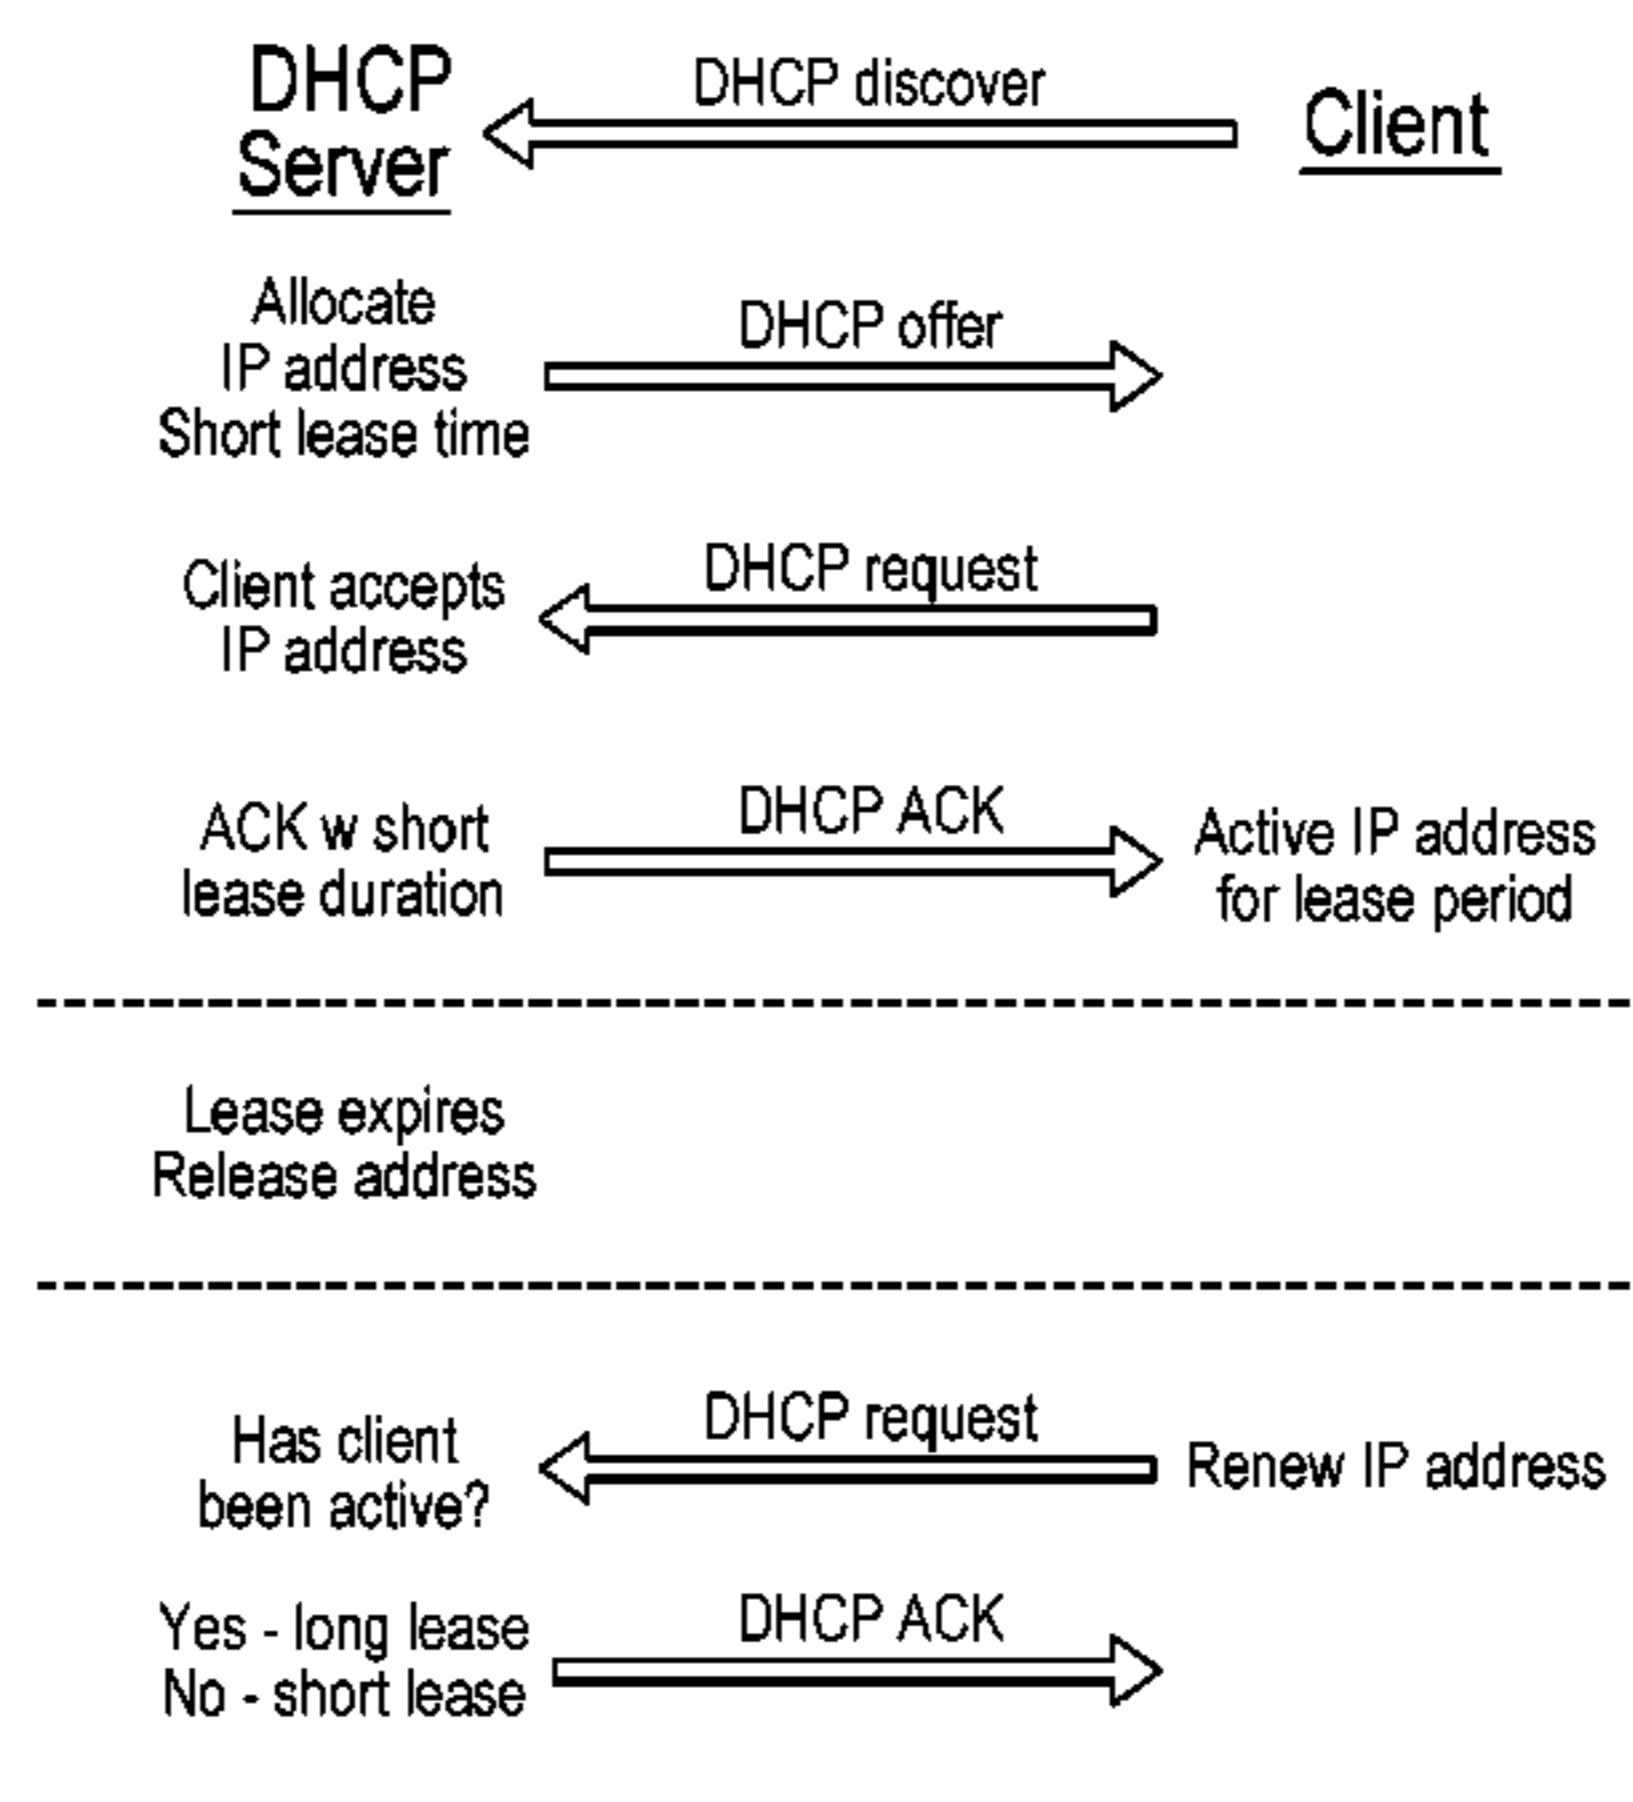 DHCP
Server
DHCP discover
Client
Allocate
IP address
Short lease time
DHCP offer
Client accepts
IP address
DHCP request
ACK w short
lease duration
DHCP ACK
Active IP address
for lease period
Lease expires
Release address
Has client
been active?
DHCP request
Renew IP address
Yes - long lease
No - short lease
DHCP ACK